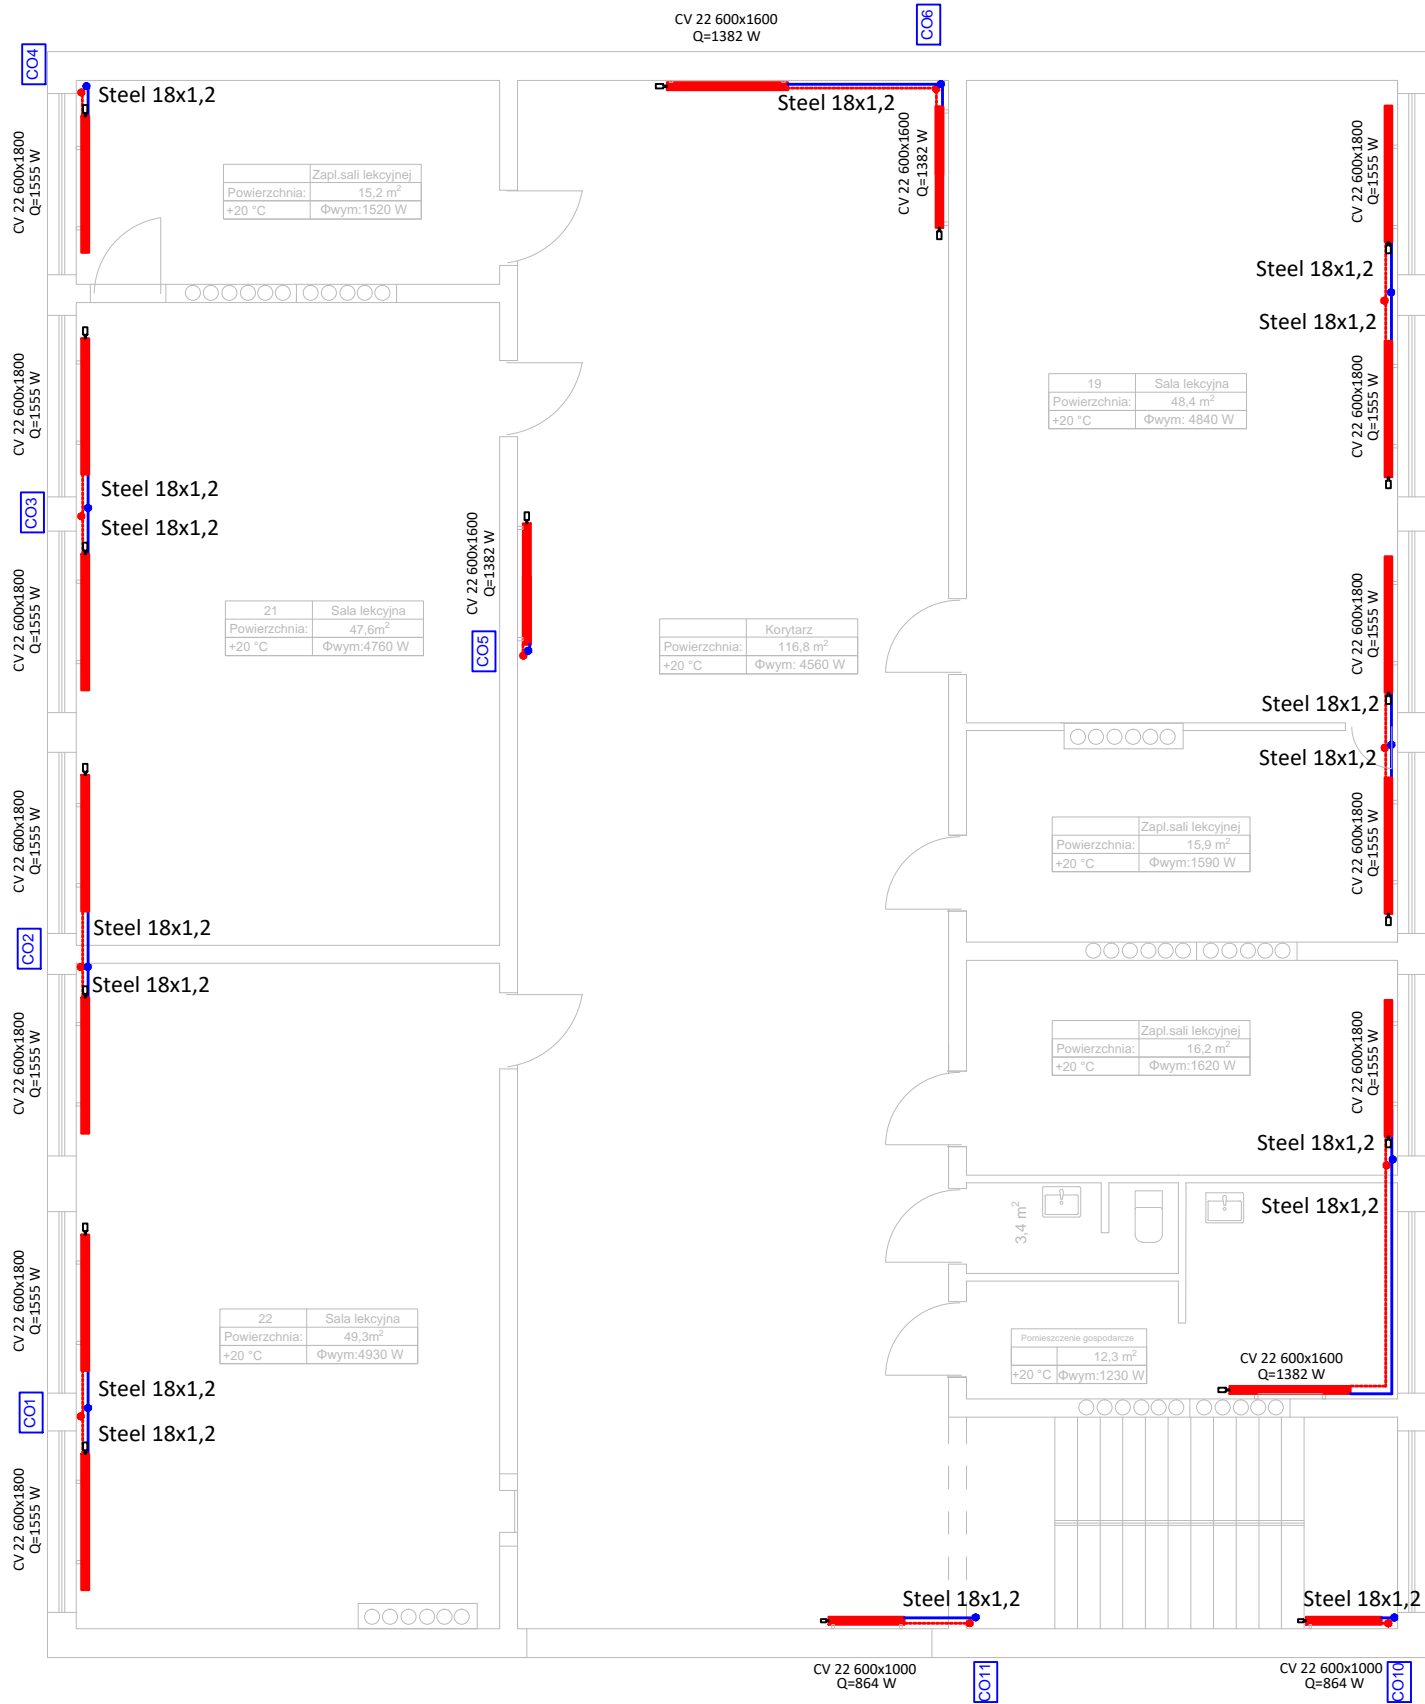 CV 22 600x1600
Q=1382 W
CO6
CO4
Steel 18x1,2
CV 22 600x1800
Q=1555 W
Zapl.sali lekcyjnej
Powierzchnia: 15,2 m²
+20 °C Φwym:1520 W
Steel 18x1,2
CV 22 600x1600
Q=1382 W
CV 22 600x1800
Q=1555 W
Steel 18x1,2
Steel 18x1,2
CV 22 600x1800
Q=1555 W
19 Sala lekcyjna
Powierzchnia: 48,4 m²
+20 °C Φwym: 4840 W
CV 22 600x1800
Q=1555 W
CO3
Steel 18x1,2
Steel 18x1,2
CV 22 600x1800
Q=1555 W
21 Sala lekcyjna
Powierzchnia: 47,6m²
+20 °C Φwym:4760 W
CV 22 600x1600
Q=1382 W
CO5
Korytarz
Powierzchnia: 116,8 m²
+20 °C Φwym: 4560 W
CV 22 600x1800
Q=1555 W
Steel 18x1,2
Steel 18x1,2
CV 22 600x1800
Q=1555 W
Zapl.sali lekcyjnej
Powierzchnia: 15,9 m²
+20 °C Φwym:1590 W
CV 22 600x1800
Q=1555 W
CO2
Steel 18x1,2
Steel 18x1,2
CV 22 600x1800
Q=1555 W
Zapl.sali lekcyjnej
Powierzchnia: 16,2 m²
+20 °C Φwym:1620 W
CV 22 600x1800
Q=1555 W
Steel 18x1,2
Steel 18x1,2
3,4 m²
CV 22 600x1800
Q=1555 W
22 Sala lekcyjna
Powierzchnia: 49,3m²
+20 °C Φwym:4930 W
Pomieszczenie gospodarcze
12,3 m²
+20 °C Φwym:1230 W
CV 22 600x1600
Q=1382 W
CO1
Steel 18x1,2
Steel 18x1,2
CV 22 600x1800
Q=1555 W
Steel 18x1,2
Steel 18x1,2
CV 22 600x1000
Q=864 W
CO11
CV 22 600x1000
Q=864 W
CO10